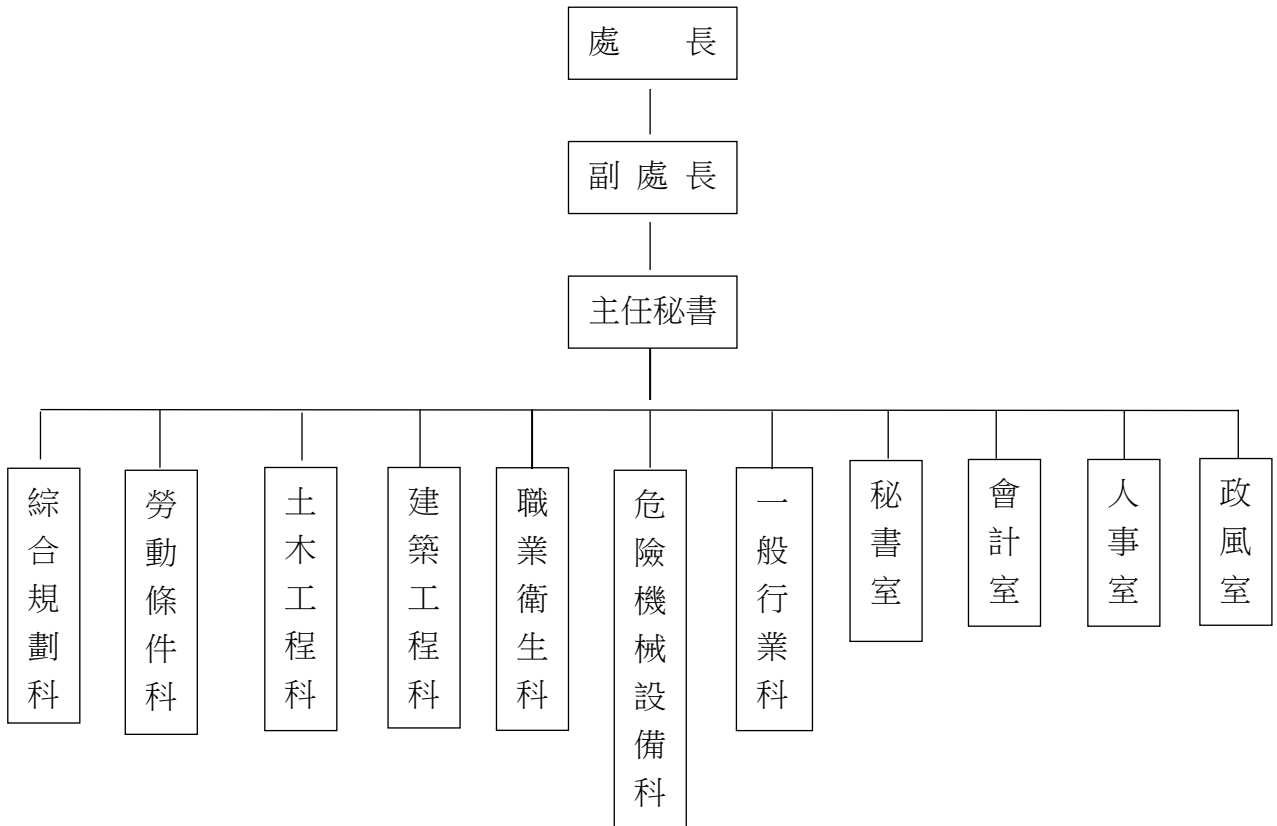 處長
副處長
主任秘書
綜合規劃科
勞動條件科
土木工程科
建築工程科
職業衛生科
危險機械設備科
一般行業科
秘書室
會計室
人事室
政風室